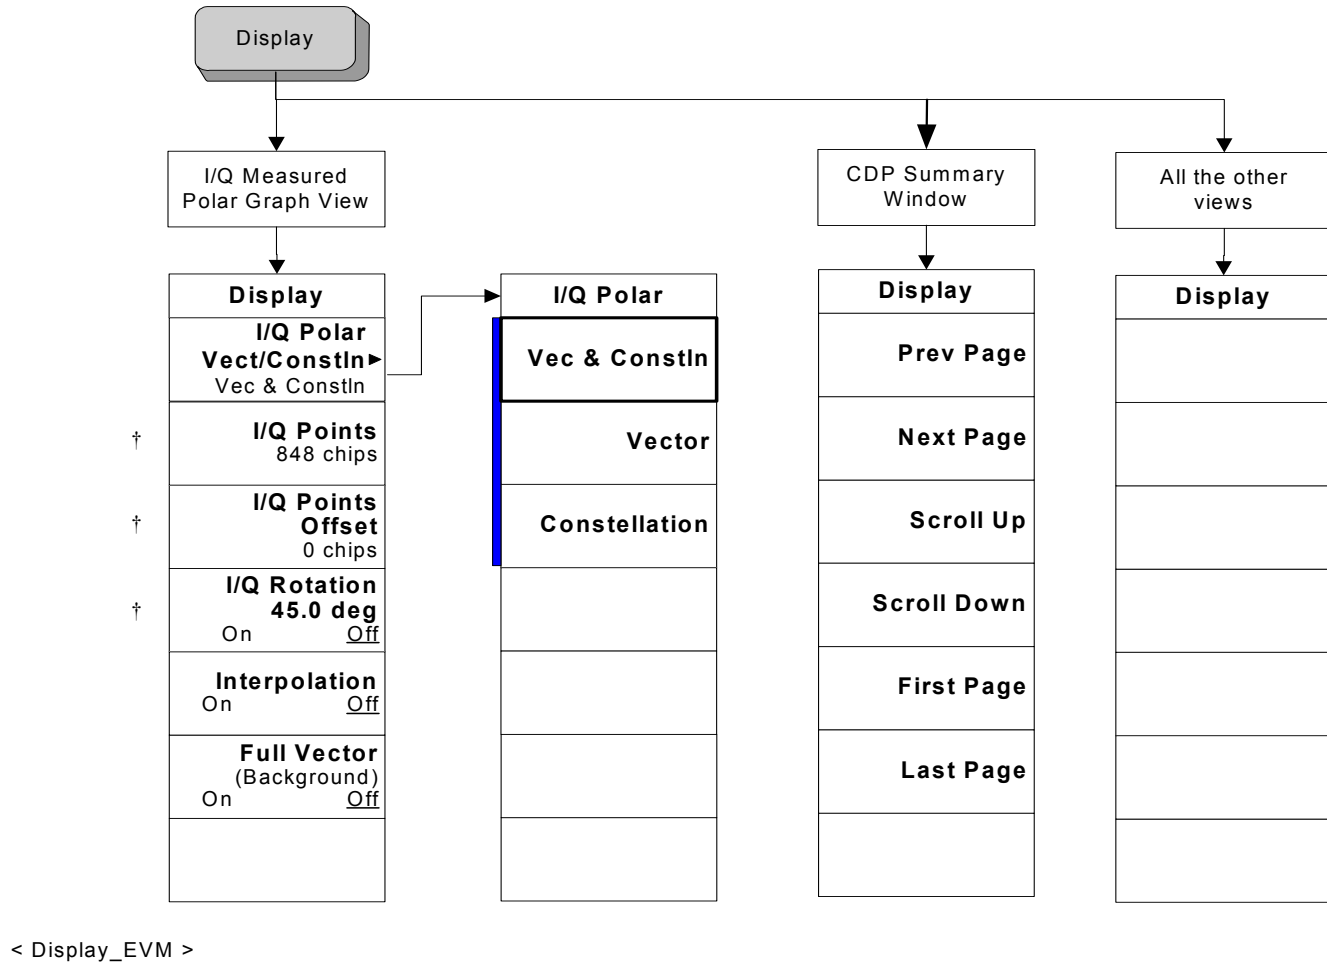 Display
I/Q Measured
Polar Graph View
CDP Summary
Window
All the other
views
Display
I/Q Polar
Vect/Constln►
Vec & Constln
†
I/Q Points
848 chips
†
I/Q Points
Offset
0 chips
†
I/Q Rotation
45.0 deg
On Off
Interpolation
On Off
Full Vector
(Background)
On Off
I/Q Polar
Vec & Constln
Vector
Constellation
Display
Prev Page
Next Page
Scroll Up
Scroll Down
First Page
Last Page
Display
< Display_EVM >